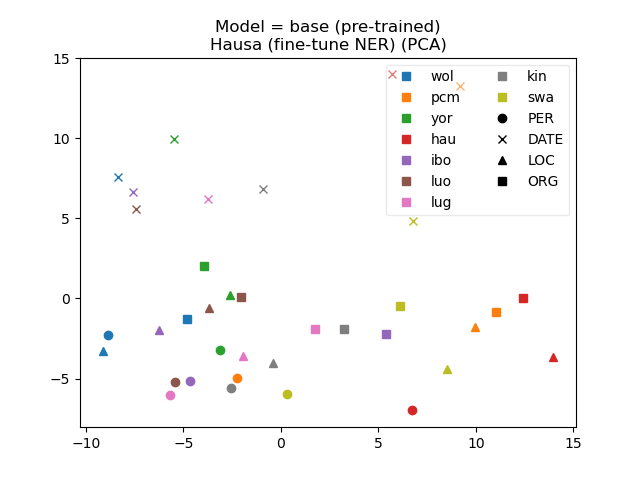 Model = base (pre-trained)
Hausa (fine-tune NER) (PCA)
15
10
5
0
−5
−10
−5
0
5
10
15
wol
pcm
yor
hau
ibo
luo
lug
kin
swa
PER
DATE
LOC
ORG